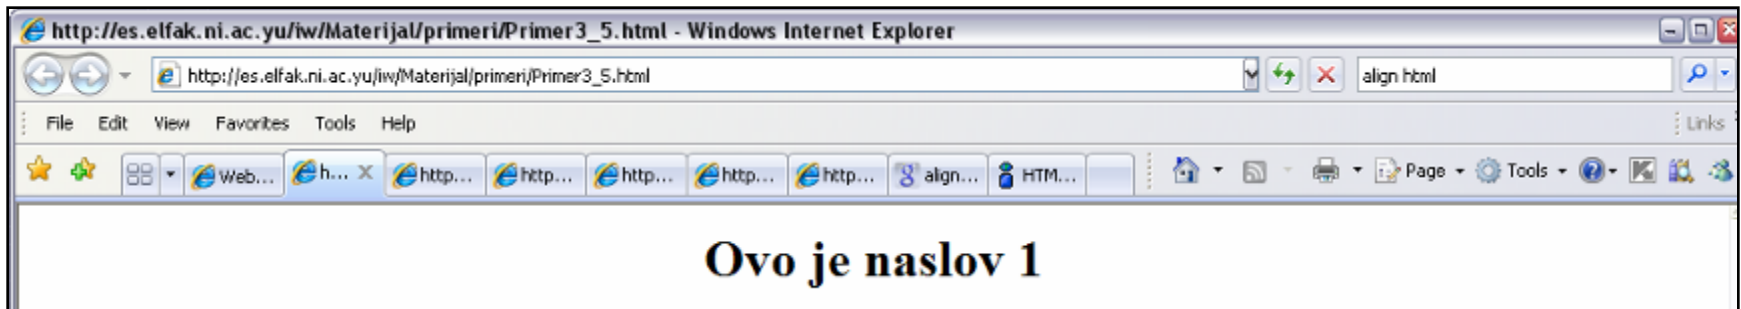 http://es.elfak.ni.ac.yu/iw/Materijal/primeri/Primer3_5.html - Windows Internet Explorer
http://es.elfak.ni.ac.yu/iw/Materijal/primeri/Primer3_5.html align html
File Edit View Favorites Tools Help Links
Web... h... http... http... http... http... http... align... HTM... Page Tools
Ovo je naslov 1